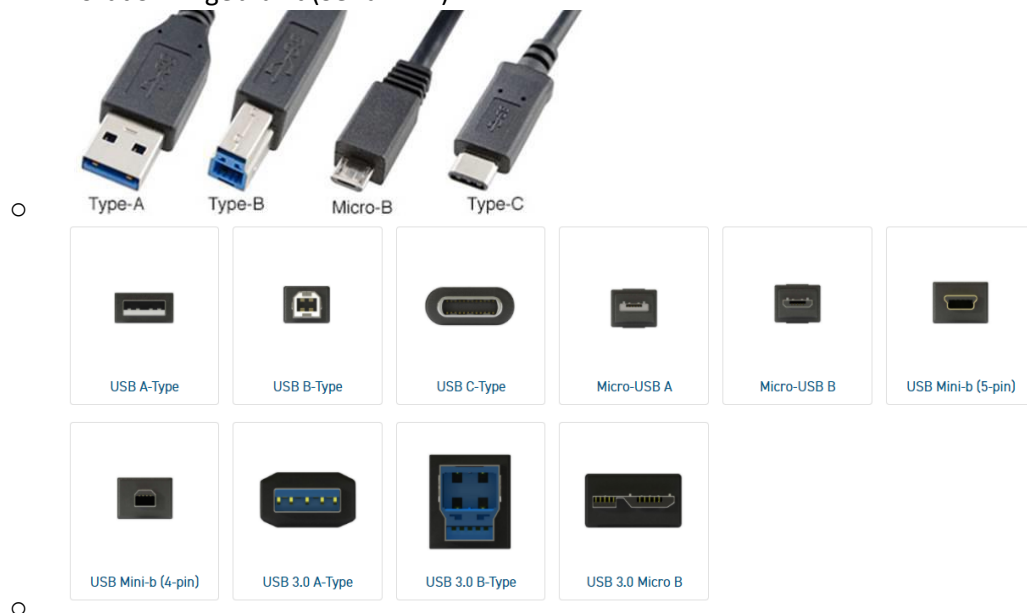 Type-A Type-B Micro-B Type-C
USB A-Type USB B-Type USB C-Type Micro-USB A Micro-USB B USB Mini-b (5-pin)
USB Mini-b (4-pin) USB 3.0 A-Type USB 3.0 B-Type USB 3.0 Micro B